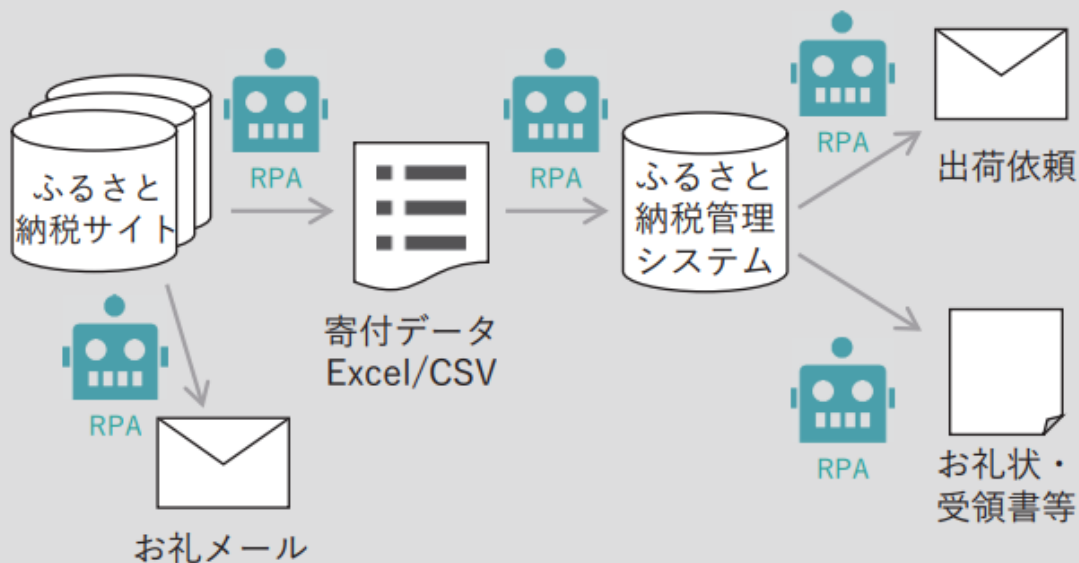 ふるさと
納税サイト
RPA
RPA
ふるさと
納税管理
システム
RPA
出荷依頼
寄付データ
Excel/CSV
RPA
お礼メール
RPA
お礼状・
受領書等